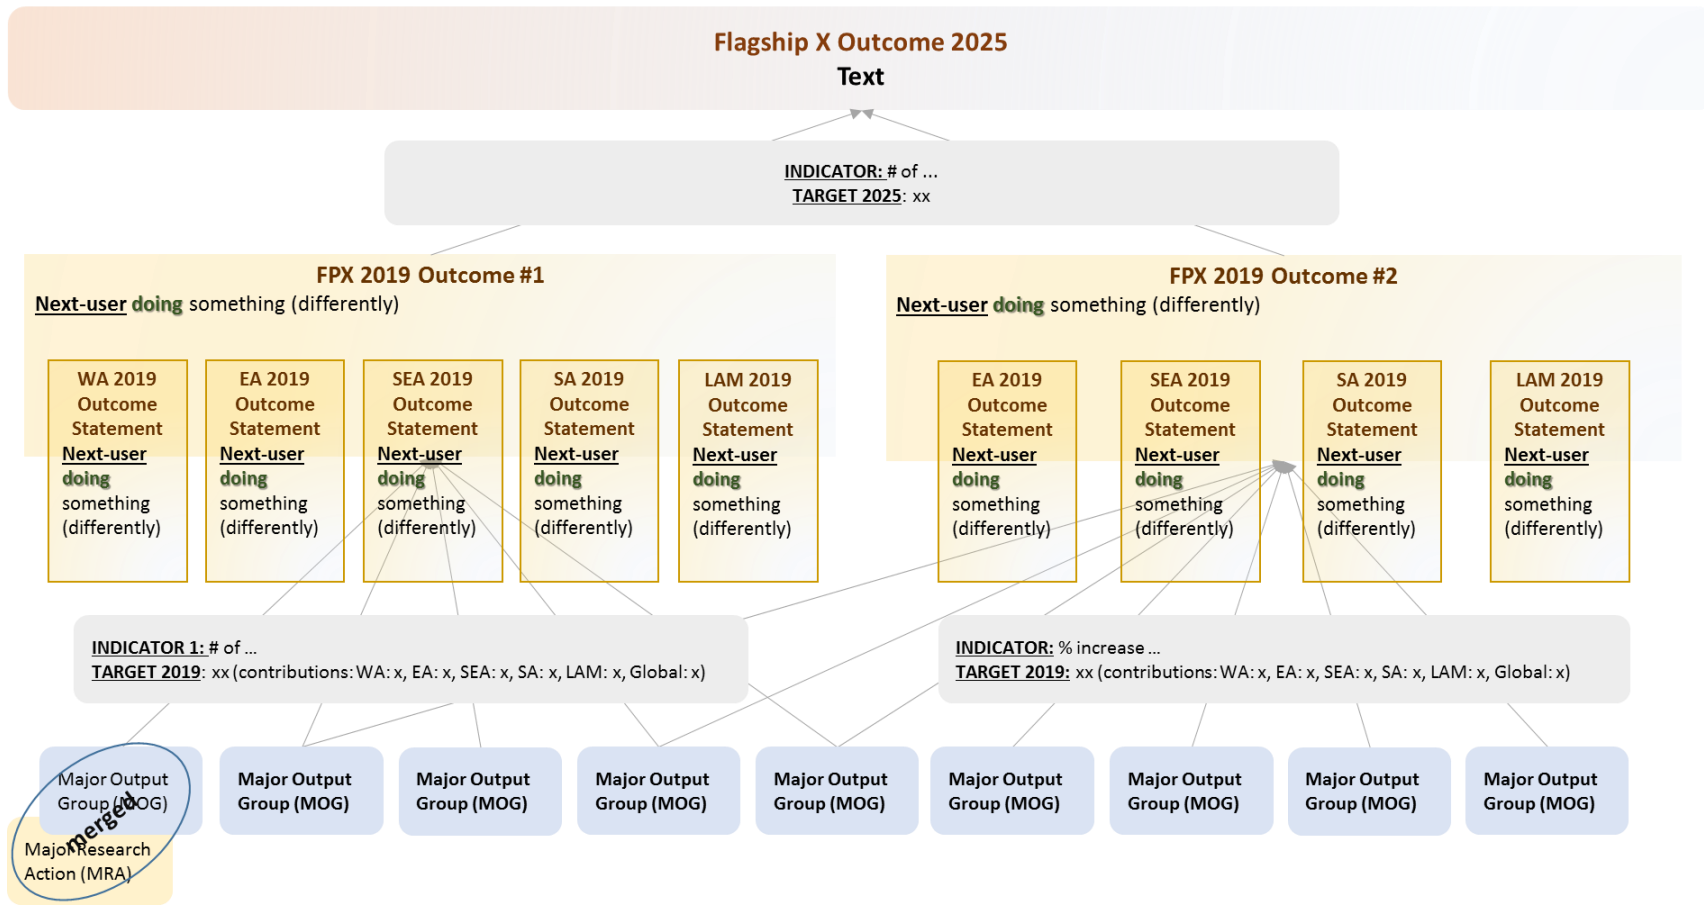 Flagship X Outcome 2025
Text
INDICATOR: # of ...
TARGET 2025: xx
FPX 2019 Outcome #1
Next-user doing something (differently)
WA 2019
Outcome
Statement
Next-user
doing
something
(differently)
EA 2019
Outcome
Statement
Next-user
doing
something
(differently)
SEA 2019
Outcome
Statement
Next-user
doing
something
(differently)
SA 2019
Outcome
Statement
Next-user
doing
something
(differently)
LAM 2019
Outcome
Statement
Next-user
doing
something
(differently)
FPX 2019 Outcome #2
Next-user doing something (differently)
EA 2019
Outcome
Statement
Next-user
doing
something
(differently)
SEA 2019
Outcome
Statement
Next-user
doing
something
(differently)
SA 2019
Outcome
Statement
Next-user
doing
something
(differently)
LAM 2019
Outcome
Statement
Next-user
doing
something
(differently)
INDICATOR 1: # of ...
TARGET 2019: xx (contributions: WA: x, EA: x, SEA: x, SA: x, LAM: x, Global: x)
INDICATOR: % increase ...
TARGET 2019: xx (contributions: WA: x, EA: x, SEA: x, SA: x, LAM: x, Global: x)
Major Output
Group (MOG)
merged
Major Research
Action (MRA)
Major Output
Group (MOG)
Major Output
Group (MOG)
Major Output
Group (MOG)
Major Output
Group (MOG)
Major Output
Group (MOG)
Major Output
Group (MOG)
Major Output
Group (MOG)
Major Output
Group (MOG)